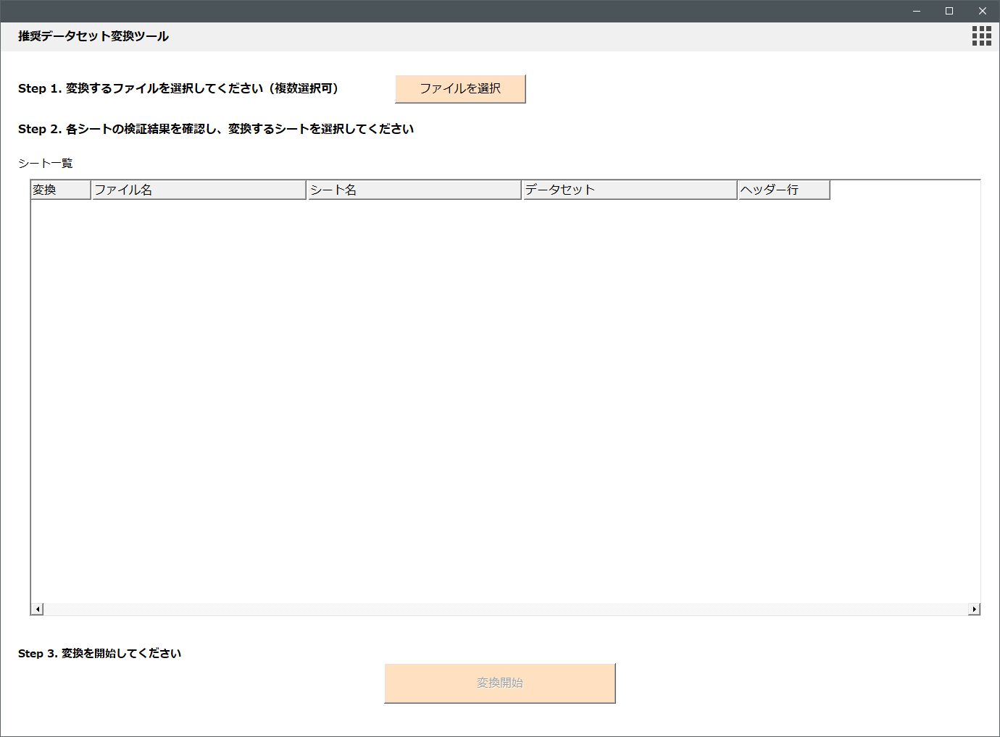 推奨データセット変換ツール
Step 1. 変換するファイルを選択してください（複数選択可）
ファイルを選択
Step 2. 各シートの検証結果を確認し、変換するシートを選択してください
シート一覧
変換 ファイル名 シート名 データセット ヘッダー行
Step 3. 変換を開始してください
変換開始